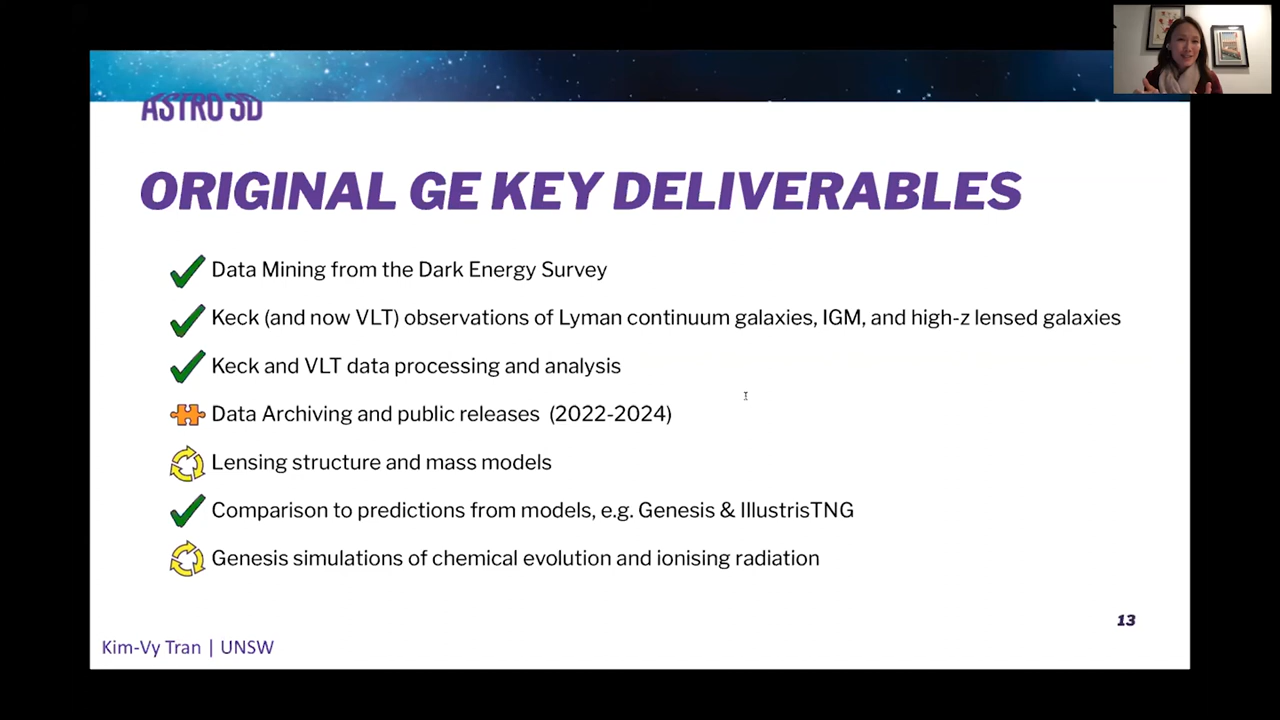 ASTRO 3D
ORIGINAL GE KEY DELIVERABLES
Data Mining from the Dark Energy Survey
Keck (and now VLT) observations of Lyman continuum galaxies, IGM, and high-z lensed galaxies
Keck and VLT data processing and analysis
Data Archiving and public releases (2022-2024)
Lensing structure and mass models
Comparison to predictions from models, e.g. Genesis & IllustrisTNG
Genesis simulations of chemical evolution and ionising radiation
13
Kim-Vy Tran | UNSW